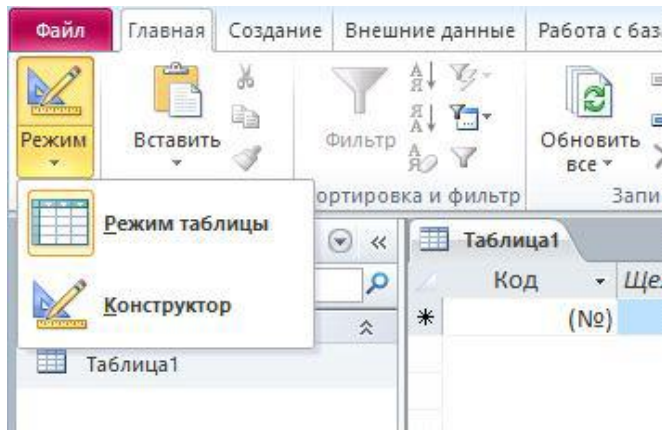 Файл Главная Создание Внешние данные Работа с баз
Режим Вставить Фильтр Обновить все
ортировка и фильтр Запи
Режим таблицы
Конструктор
Таблица1
Код Ще
(№)
Таблица1